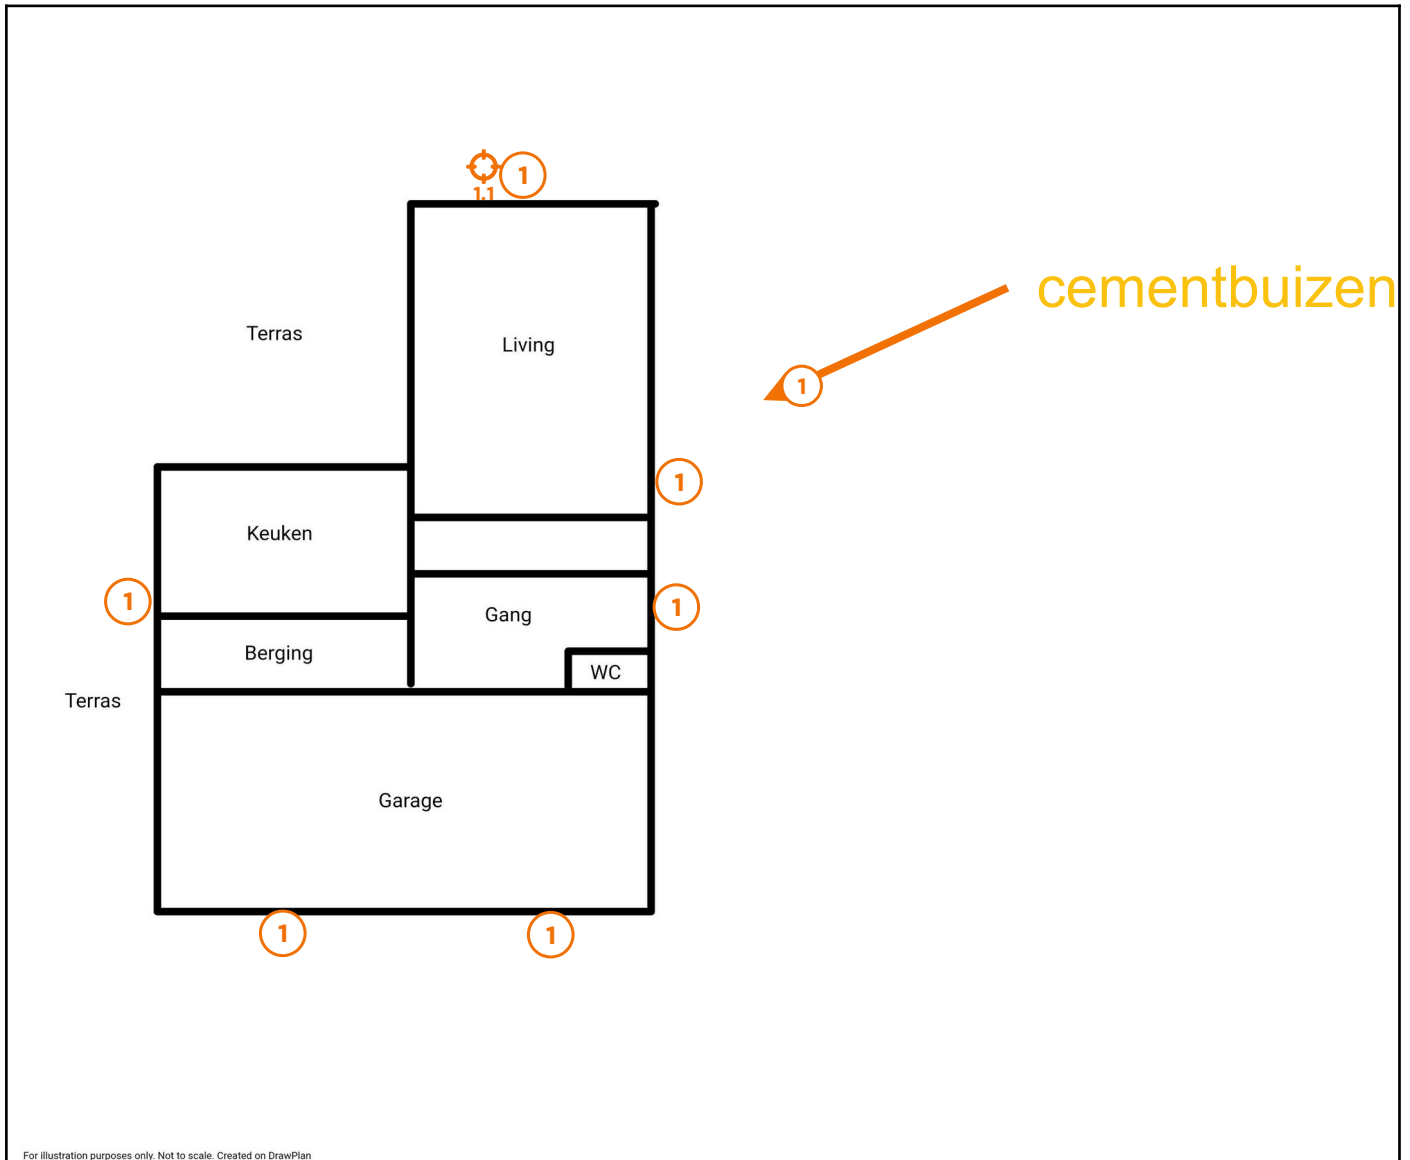 1
1.1
cementbuizen
Terras
Living
1
1
Keuken
1
1
Gang
Berging
WC
Terras
Garage
1
1
For illustration purposes only. Not to scale. Created on DrawPlan